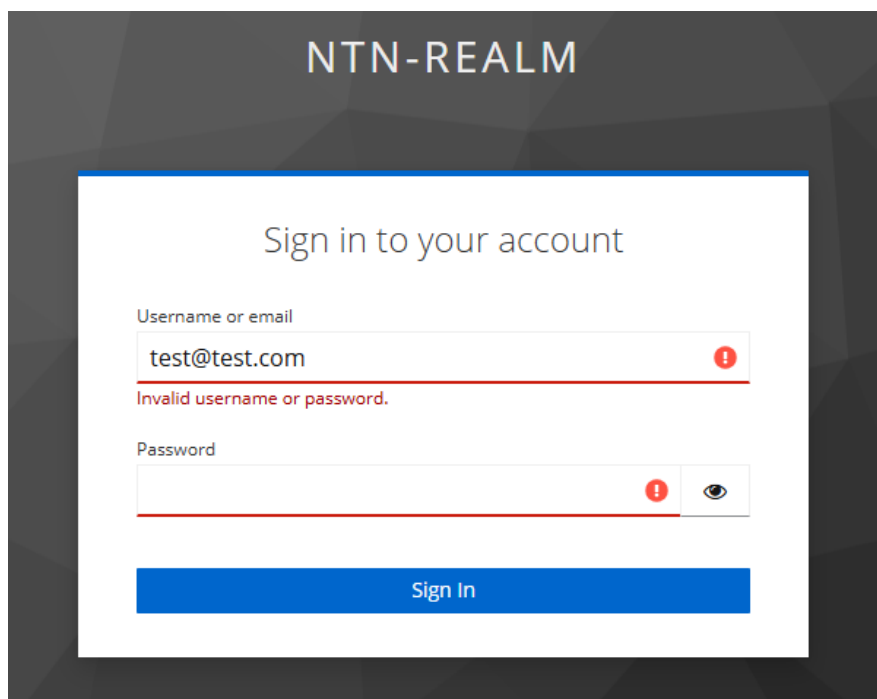 NTN-REALM
Sign in to your account
Username or email
test@test.com
Invalid username or password.
Password
Sign In